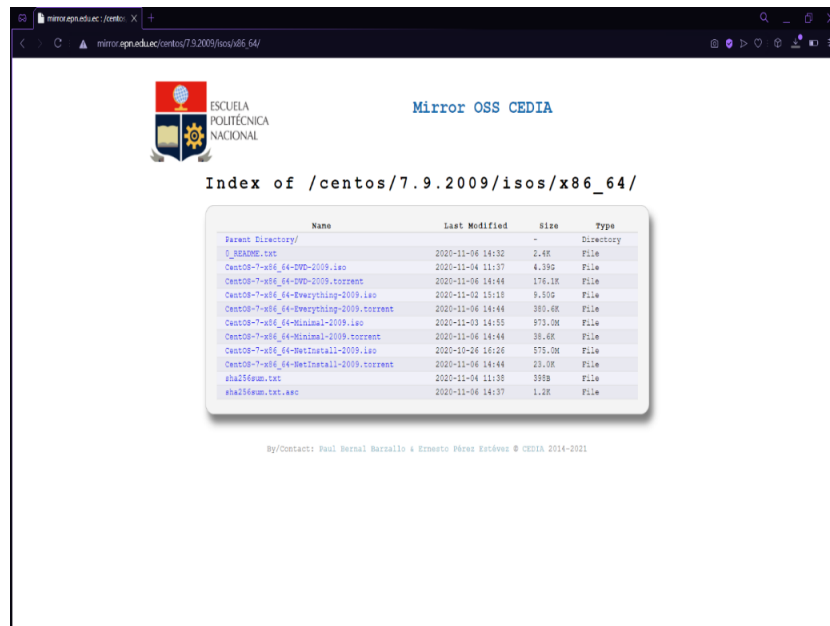 mirror.epn.edu.ec : /centos
mirror.epn.edu.ec/centos/7.9.2009/isos/x86_64/
ESCUELA
POLITÉCNICA
NACIONAL
Mirror OSS CEDIA
Index of /centos/7.9.2009/isos/x86_64/
Name Last Modified Size Type
Parent Directory/ - Directory
0_README.txt 2020-11-06 14:32 2.4K File
CentOS-7-x86_64-DVD-2009.iso 2020-11-04 11:37 4.39G File
CentOS-7-x86_64-DVD-2009.torrent 2020-11-06 14:44 176.1K File
CentOS-7-x86_64-Everything-2009.iso 2020-11-02 15:18 9.50G File
CentOS-7-x86_64-Everything-2009.torrent 2020-11-06 14:44 380.6K File
CentOS-7-x86_64-Minimal-2009.iso 2020-11-03 14:55 973.0M File
CentOS-7-x86_64-Minimal-2009.torrent 2020-11-06 14:44 38.6K File
CentOS-7-x86_64-NetInstall-2009.iso 2020-10-26 16:26 575.0M File
CentOS-7-x86_64-NetInstall-2009.torrent 2020-11-06 14:44 23.0K File
sha256sum.txt 2020-11-04 11:38 398B File
sha256sum.txt.asc 2020-11-06 14:37 1.2K File
By/Contact: Paul Bernal Barzallo & Ernesto Pérez Estévez @ CEDIA 2014-2021